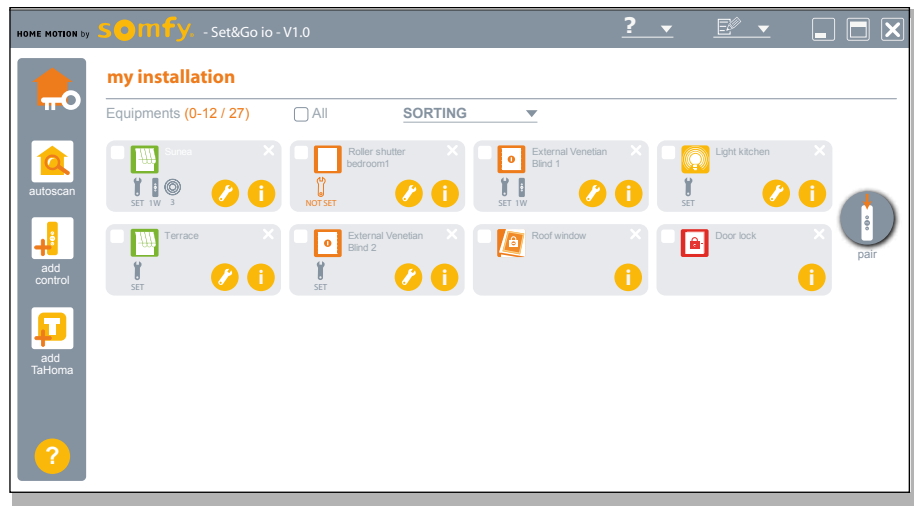 HOME MOTION by somfy. - Set&Go io - V1.0 ?
my installation
Equipments (0-12 / 27) All SORTING
autoscan
add
control
add
TaHoma
?
Sunea
SET 1W 3
i
Roller shutter
bedroom1
NOT SET
i
External Venetian
Blind 1
SET 1W
i
Light kitchen
SET
i
pair
Terrace
SET
i
External Venetian
Blind 2
SET
i
Roof window
i
Door lock
i